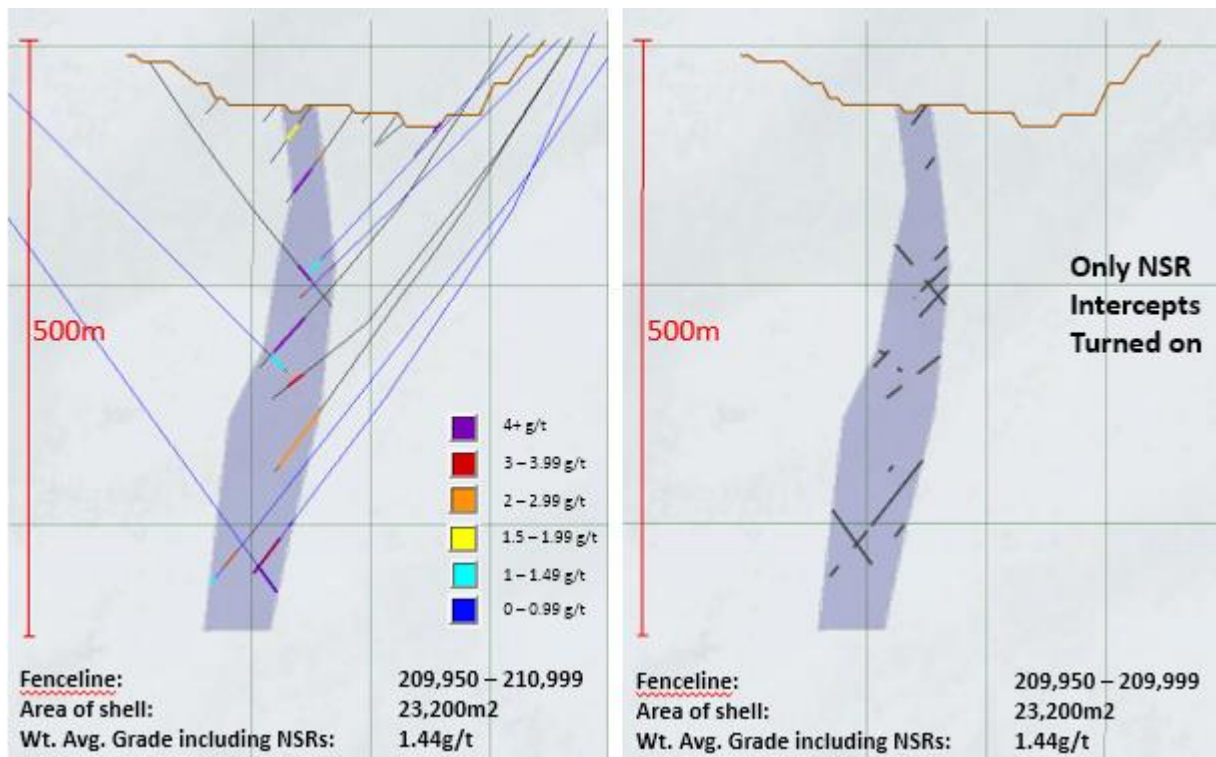 500m
4+ g/t
3 – 3.99 g/t
2 – 2.99 g/t
1.5 – 1.99 g/t
1 – 1.49 g/t
0 – 0.99 g/t
Fenceline: 209,950 – 210,999
Area of shell: 23,200m2
Wt. Avg. Grade including NSRs: 1.44g/t
500m
Only NSR
Intercepts
Turned on
Fenceline: 209,950 – 209,999
Area of shell: 23,200m2
Wt. Avg. Grade including NSRs: 1.44g/t